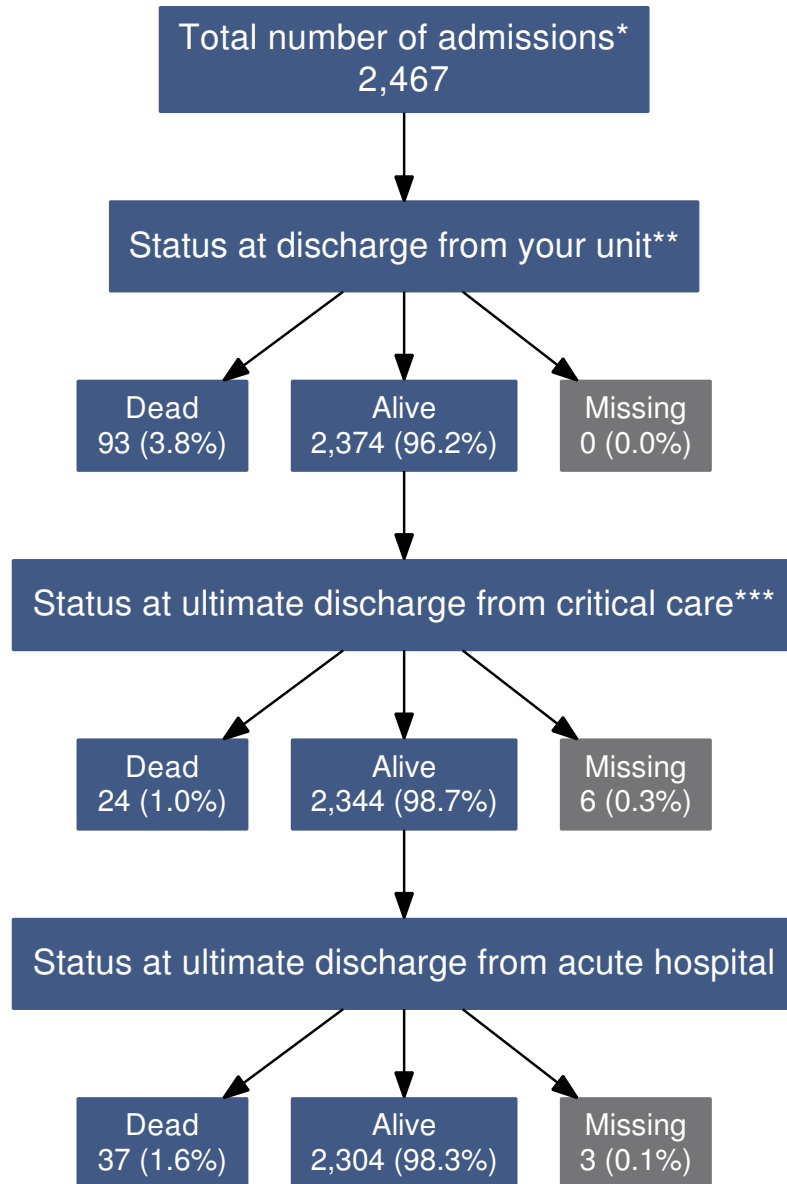 Total number of admissions*
2,467
Status at discharge from your unit**
Dead
93 (3.8%)
Alive
2,374 (96.2%)
Missing
0 (0.0%)
Status at ultimate discharge from critical care***
Dead
24 (1.0%)
Alive
2,344 (98.7%)
Missing
6 (0.3%)
Status at ultimate discharge from acute hospital
Dead
37 (1.6%)
Alive
2,304 (98.3%)
Missing
3 (0.1%)